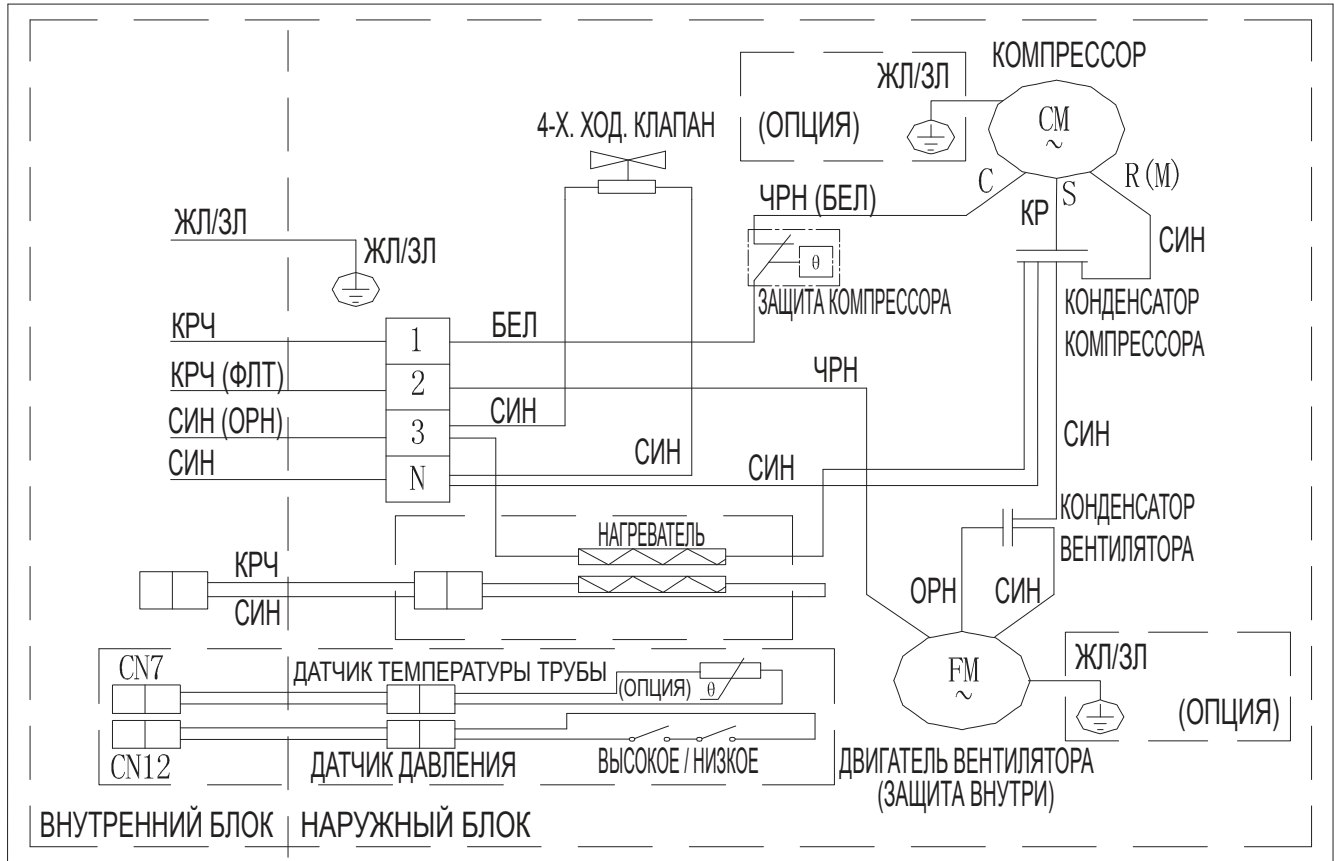 КОМПРЕССОР
ЖЛ/ЗЛ
(ОПЦИЯ)
CM
~
4-Х. ХОД. КЛАПАН
C
S
R(M)
ЧРН (БЕЛ)
КР
СИН
ЖЛ/ЗЛ
ЖЛ/ЗЛ
θ
ЗАЩИТА КОМПРЕССОРА
КОНДЕНСАТОР
КОМПРЕССОРА
КРЧ
1
БЕЛ
КРЧ (ФЛТ)
2
ЧРН
СИН (ОРН)
3
СИН
СИН
N
СИН
СИН
СИН
НАГРЕВАТЕЛЬ
КОНДЕНСАТОР
ВЕНТИЛЯТОРА
КРЧ
СИН
ОРН
СИН
CN7
ДАТЧИК ТЕМПЕРАТУРЫ ТРУБЫ
(ОПЦИЯ)
θ
FM
~
ЖЛ/ЗЛ
(ОПЦИЯ)
CN12
ДАТЧИК ДАВЛЕНИЯ
ВЫСОКОЕ / НИЗКОЕ
ДВИГАТЕЛЬ ВЕНТИЛЯТОРА
(ЗАЩИТА ВНУТРИ)
ВНУТРЕННИЙ БЛОК
НАРУЖНЫЙ БЛОК